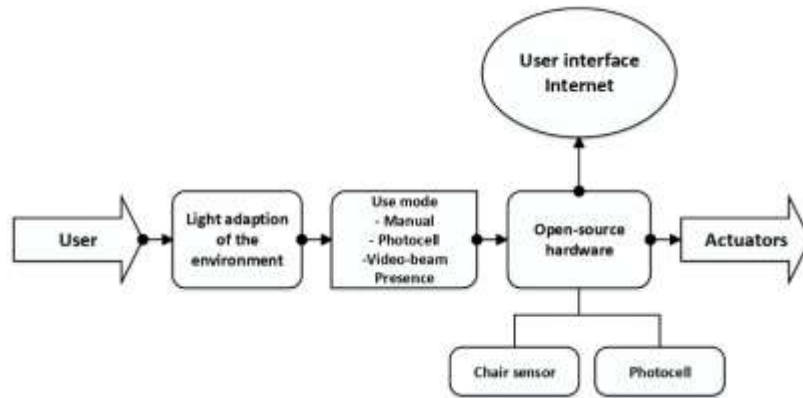 User interface
Internet
User
Light adaption
of the
environment
Use mode
- Manual
- Photocell
-Video-beam
Presence
Open-source
hardware
Actuators
Chair sensor
Photocell